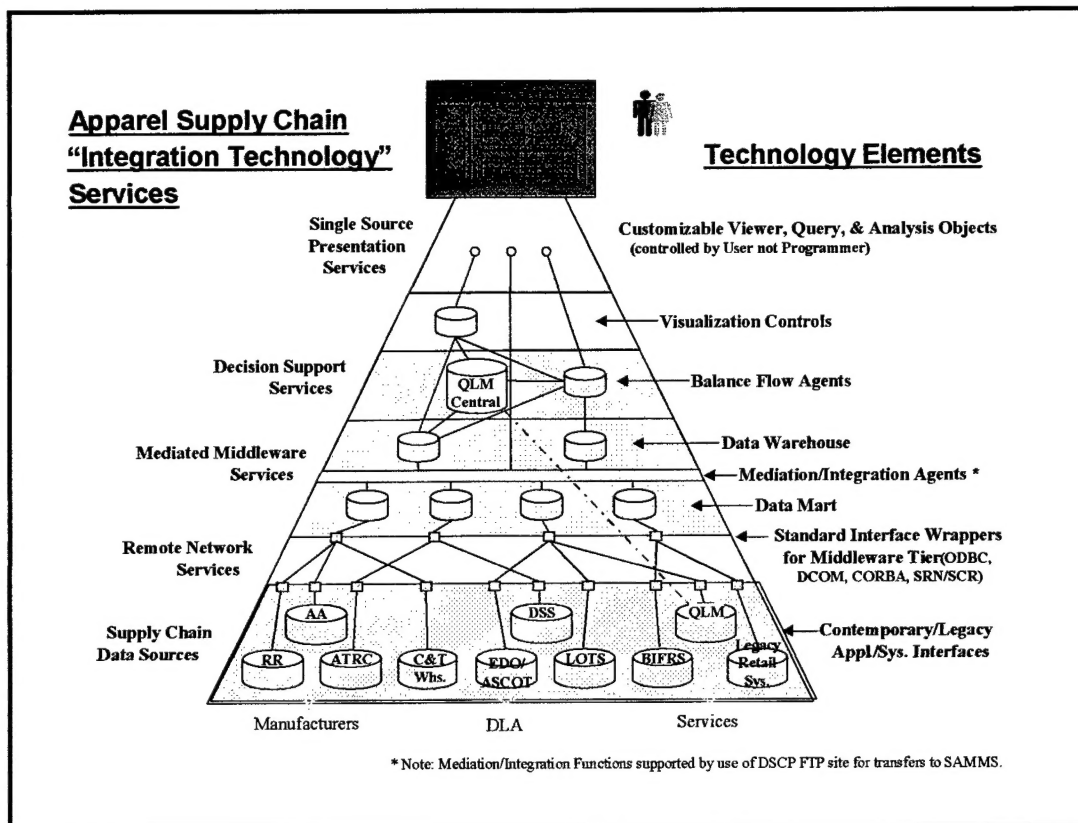 Apparel Supply Chain
“Integration Technology”
Services
Technology Elements
Single Source
Presentation
Services
Customizable Viewer, Query, & Analysis Objects
(controlled by User not Programmer)
Visualization Controls
Decision Support
Services
QLM
Central
Balance Flow Agents
Mediated Middleware
Services
Data Warehouse
Mediation/Integration Agents *
Data Mart
Remote Network
Services
Standard Interface Wrappers
for Middleware Tier(ODBC,
DCOM, CORBA, SRN/SCR)
Supply Chain
Data Sources
AA
DSS
QLM
RR
ATRC
C&T
Whs.
EDO/
ASCOT
LOTS
BIFRS
Legacy
Retail
Sys.
Contemporary/Legacy
Appl/Sys. Interfaces
Manufacturers
DLA
Services
* Note: Mediation/Integration Functions supported by use of DSCP FTP site for transfers to SAMMS.